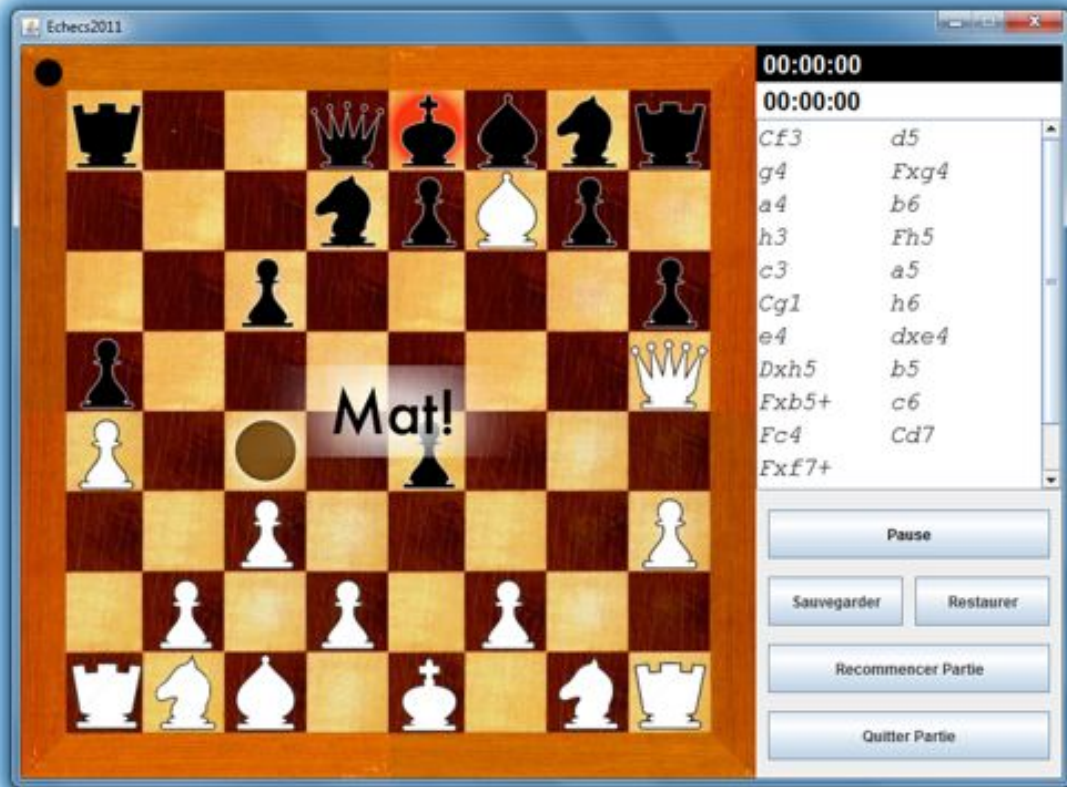 Echecs2011
00:00:00
00:00:00
Cf3 d5
g4 Fxg4
a4 b6
h3 Fh5
c3 a5
Cg1 h6
e4 dxe4
Dxh5 b5
Fxb5+ c6
Fc4 Cd7
Fxf7+
Mat!
Pause
Sauvegarder Restaurer
Recommencer Partie
Quitter Partie